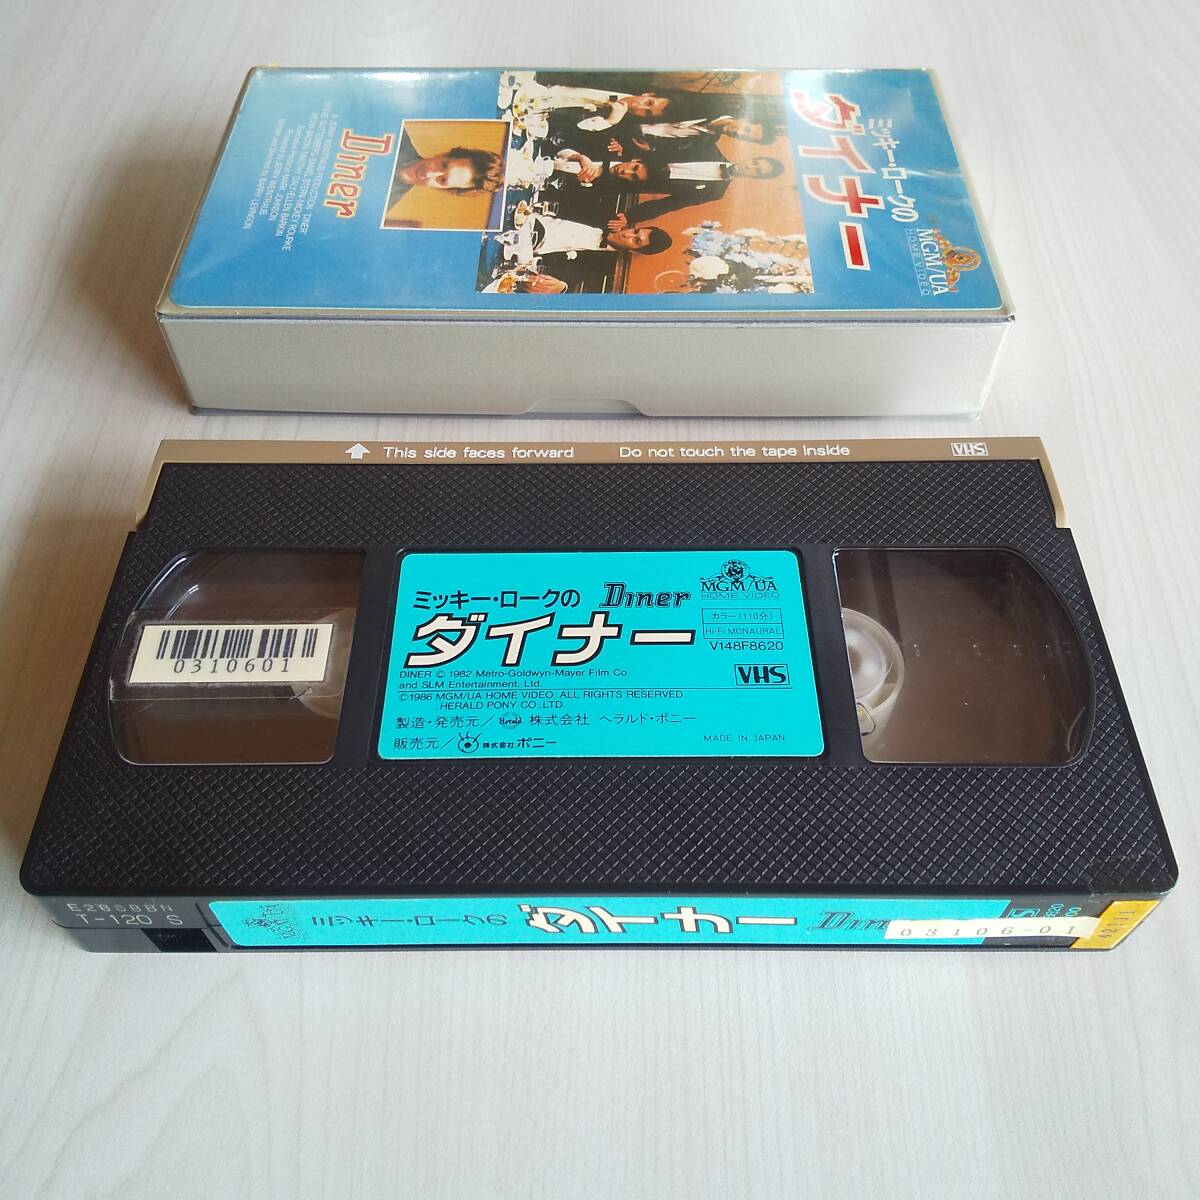 ミッキー・ロークの
ダイナー
MGM/UA
HOME VIDEO
Diner
This side faces forward
Do not touch the tape inside
VHS
0310601
ミッキー・ロークの
ダイナー
Diner
MGM/UA
HOME VIDEO
カラー(110分)
Hi-Fi MONAURAL
V148F8620
VHS
DINER © 1982 Metro-Goldwyn-Mayer Film Co
and SLM Entertainment, Ltd.
©1986 MGM/UA HOME VIDEO. ALL RIGHTS RESERVED
HERALD PONY CO., LTD.
製造・発売元/Herald 株式会社 ヘラルド・ポニー
販売元/株式会社 ポニー
MADE IN JAPAN
T-120 S
MGM/UA
ミッキー・ロークの
ダイナー
03106-01
42111